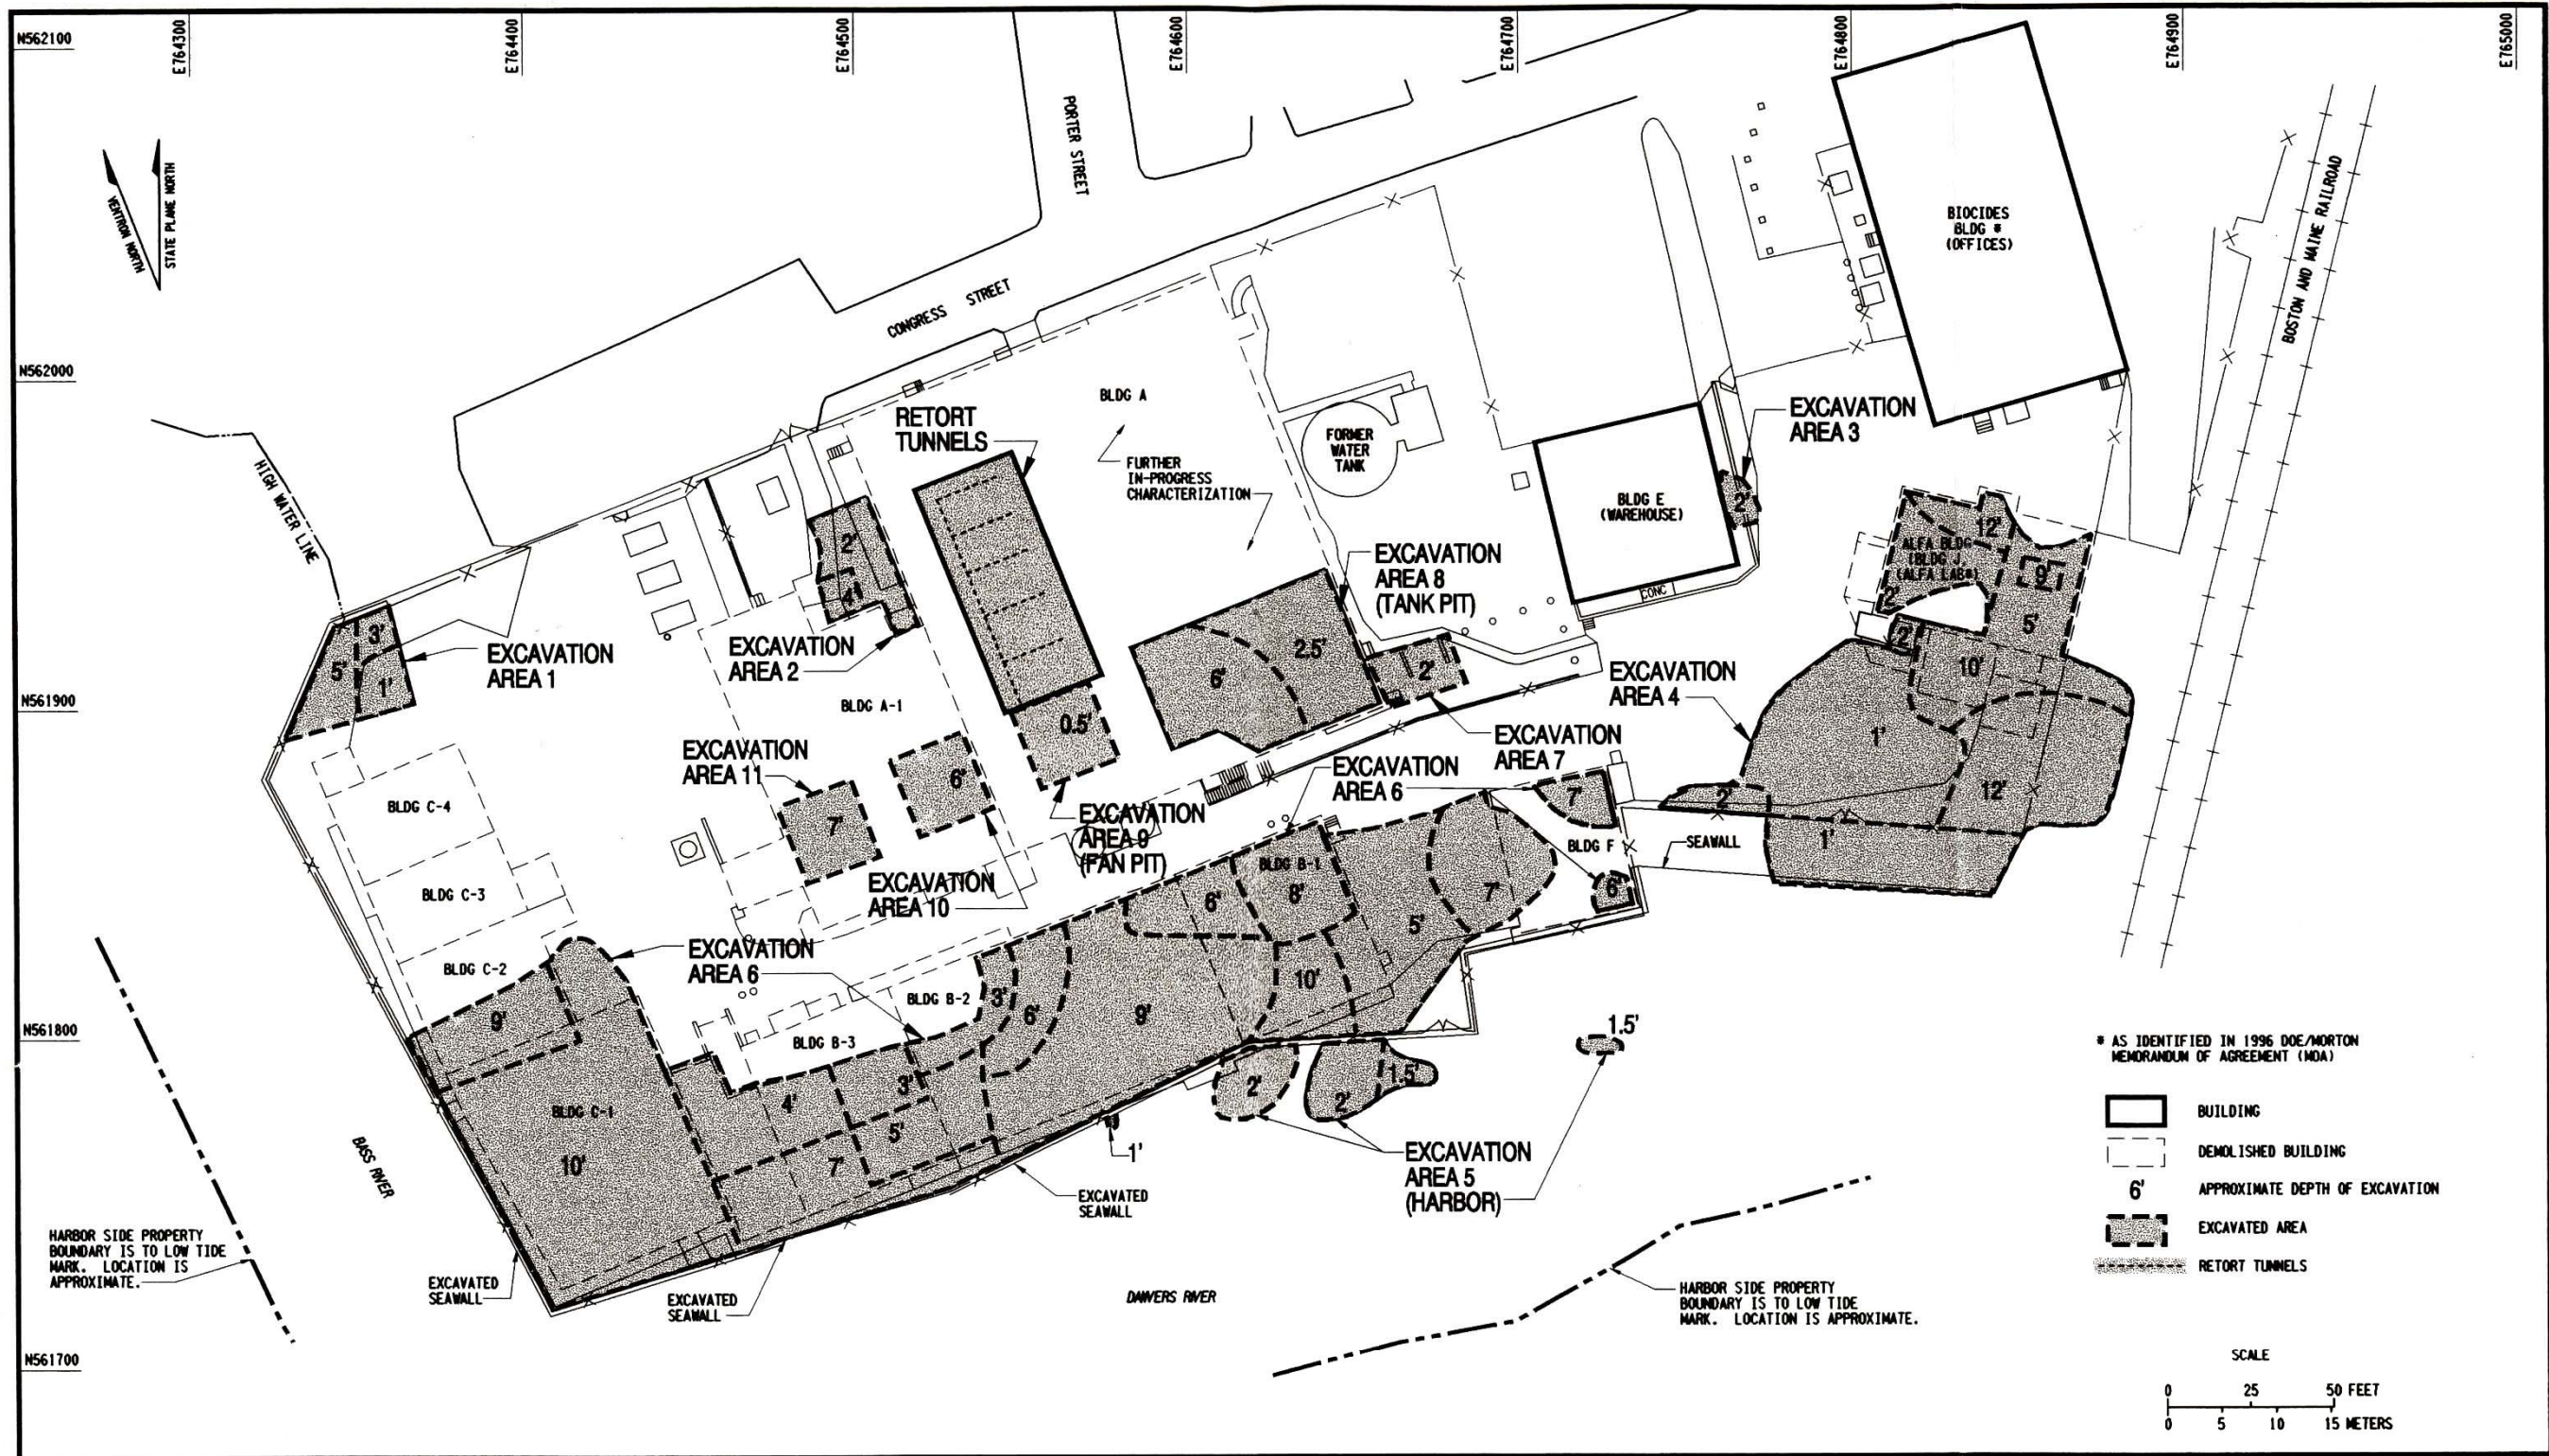 E764300
E764400
E764500
E764600
E764700
E764800
E764900
E765000
N562100
N562000
N561900
N561800
N561700
VENTRON NORTH
STATE PLANE NORTH
PORTER STREET
CONGRESS STREET
BOSTON AND MAINE RAILROAD
BIOCIDES
BLDG *
(OFFICES)
HIGH WATER LINE
RETORT
TUNNELS
BLDG A
FURTHER
IN-PROGRESS
CHARACTERIZATION
FORMER
WATER
TANK
BLDG E
(WAREHOUSE)
CONC
EXCAVATION
AREA 3
2'
EXCAVATION
AREA 1
3'
5'
1'
EXCAVATION
AREA 2
2'
4'
EXCAVATION
AREA 8
(TANK PIT)
6'
2.5'
EXCAVATION
AREA 7
2'
EXCAVATION
AREA 4
ALFA BLDG
(BLDG J)
(ALFA LAB*)
12'
9'
2'
5'
2'
10'
1'
12'
2'
1'
BLDG A-1
EXCAVATION
AREA 11
7'
6'
0.5'
EXCAVATION
AREA 9
(FAN PIT)
EXCAVATION
AREA 10
EXCAVATION
AREA 6
7'
BLDG F
SEAWALL
6'
BLDG C-4
BLDG C-3
BLDG C-2
EXCAVATION
AREA 6
BLDG B-1
6'
8'
5'
7'
10'
9'
6'
3'
BLDG B-2
BLDG B-3
9'
BLDG C-1
10'
4'
3'
5'
7'
2'
2'
1.5'
1.5'
1'
EXCAVATION
AREA 5
(HARBOR)
EXCAVATED
SEAWALL
EXCAVATED
SEAWALL
EXCAVATED
SEAWALL
BASS RIVER
DANVERS RIVER
HARBOR SIDE PROPERTY
BOUNDARY IS TO LOW TIDE
MARK. LOCATION IS
APPROXIMATE.
HARBOR SIDE PROPERTY
BOUNDARY IS TO LOW TIDE
MARK. LOCATION IS APPROXIMATE.
* AS IDENTIFIED IN 1996 DOE/MORTON
MEMORANDUM OF AGREEMENT (MOA)
BUILDING
DEMOLISHED BUILDING
6' APPROXIMATE DEPTH OF EXCAVATION
EXCAVATED AREA
RETORT TUNNELS
SCALE
0 25 50 FEET
0 5 10 15 METERS